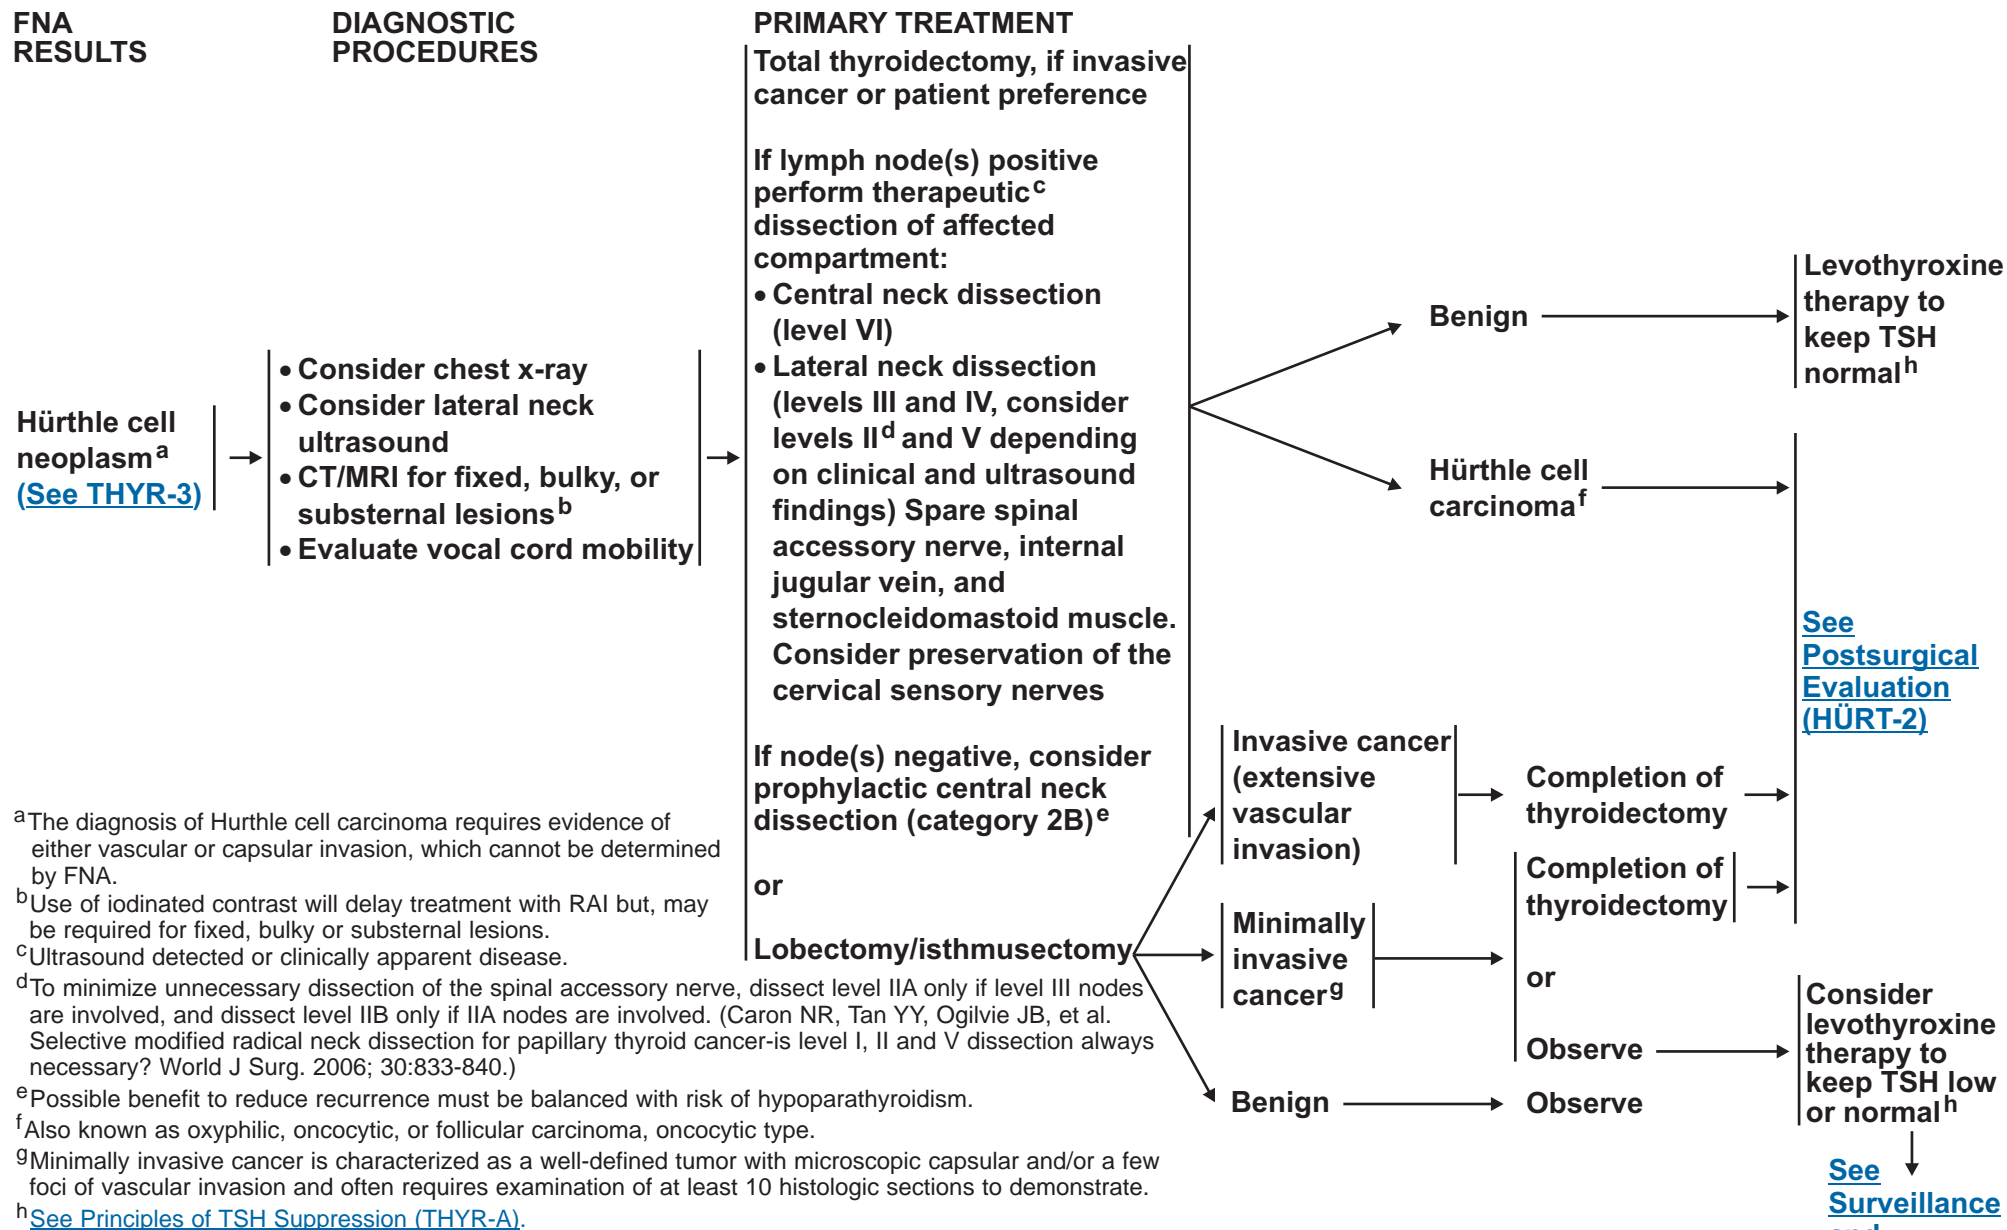 FNA
RESULTS
DIAGNOSTIC
PROCEDURES
PRIMARY TREATMENT
Hürthle cell
neoplasm a
(See THYR-3)
• Consider chest x-ray
• Consider lateral neck
ultrasound
• CT/MRI for fixed, bulky, or
substernal lesions b
• Evaluate vocal cord mobility
Total thyroidectomy, if invasive
cancer or patient preference
If lymph node(s) positive
perform therapeutic c
dissection of affected
compartment:
• Central neck dissection
(level VI)
• Lateral neck dissection
(levels III and IV, consider
levels II d and V depending
on clinical and ultrasound
findings) Spare spinal
accessory nerve, internal
jugular vein, and
sternocleidomastoid muscle.
Consider preservation of the
cervical sensory nerves
If node(s) negative, consider
prophylactic central neck
dissection (category 2B) e
or
Lobectomy/isthmusectomy
Benign
Levothyroxine
therapy to
keep TSH
normal h
Hürthle cell
carcinoma f
See
Postsurgical
Evaluation
(HÜRT-2)
Invasive cancer
(extensive
vascular
invasion)
Completion of
thyroidectomy
Minimally
invasive
cancer g
Completion of
thyroidectomy
or
Observe
Consider
levothyroxine
therapy to
keep TSH low
or normal h
Benign
Observe
See
Surveillance
and
a The diagnosis of Hurthle cell carcinoma requires evidence of
either vascular or capsular invasion, which cannot be determined
by FNA.
b Use of iodinated contrast will delay treatment with RAI but, may
be required for fixed, bulky or substernal lesions.
c Ultrasound detected or clinically apparent disease.
d To minimize unnecessary dissection of the spinal accessory nerve, dissect level IIA only if level III nodes
are involved, and dissect level IIB only if IIA nodes are involved. (Caron NR, Tan YY, Ogilvie JB, et al.
Selective modified radical neck dissection for papillary thyroid cancer-is level I, II and V dissection always
necessary? World J Surg. 2006; 30:833-840.)
e Possible benefit to reduce recurrence must be balanced with risk of hypoparathyroidism.
f Also known as oxyphilic, oncocytic, or follicular carcinoma, oncocytic type.
g Minimally invasive cancer is characterized as a well-defined tumor with microscopic capsular and/or a few
foci of vascular invasion and often requires examination of at least 10 histologic sections to demonstrate.
h See Principles of TSH Suppression (THYR-A).